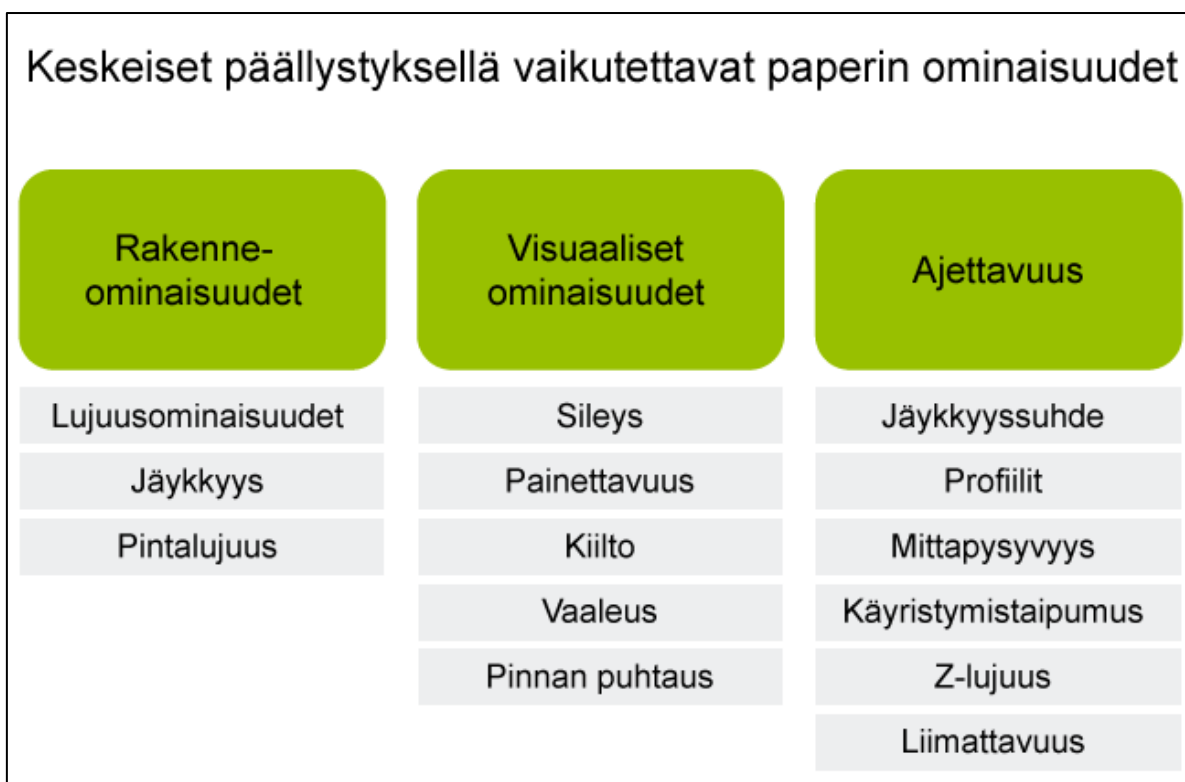 Keskeiset päällystyksellä vaikutettavat paperin ominaisuudet
Rakenne-
ominaisuudet
Lujuusominaisuudet
Jäykkyys
Pintalujuus
Visuaaliset
ominaisuudet
Sileys
Painettavuus
Kiilto
Vaaleus
Pinnan puhtaus
Ajettavuus
Jäykkyyssuhde
Profiilit
Mittapysyvyys
Käyristymistaipumus
Z-lujuus
Liimattavuus